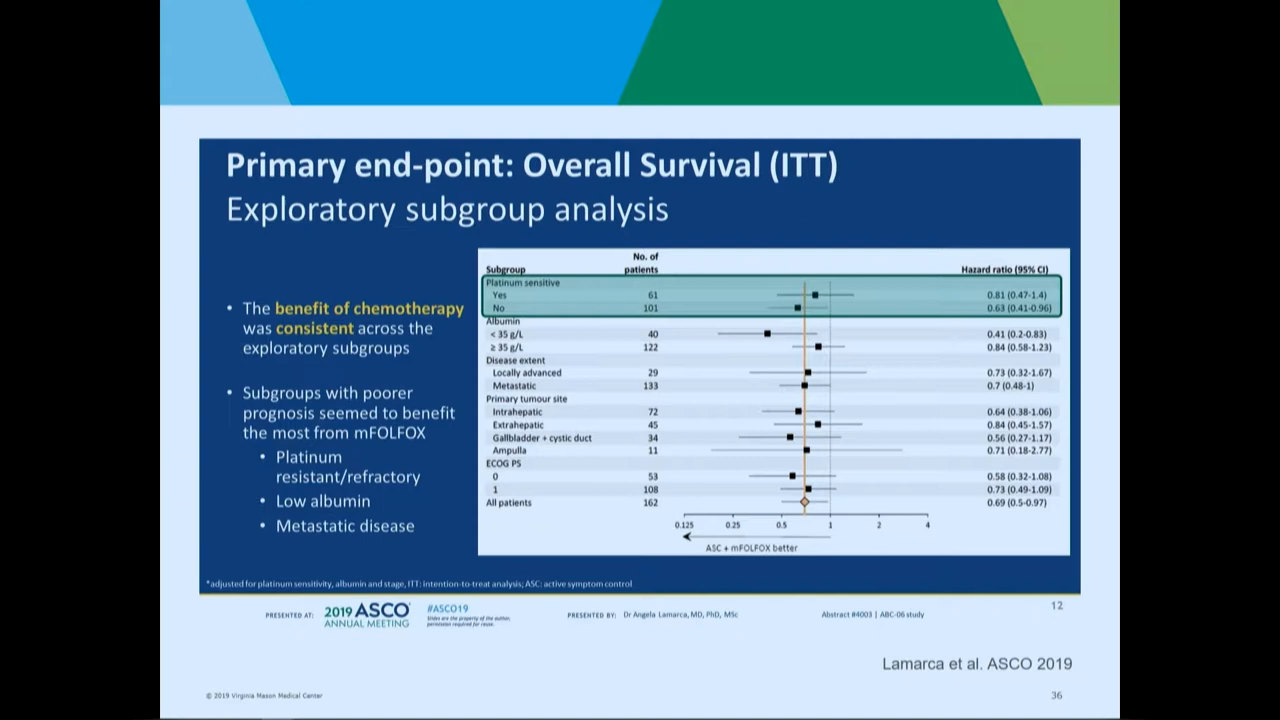 Primary end-point: Overall Survival (ITT)
Exploratory subgroup analysis
• The benefit of chemotherapy
was consistent across the
exploratory subgroups
• Subgroups with poorer
prognosis seemed to benefit
the most from mFOLFOX
• Platinum
resistant/refractory
• Low albumin
• Metastatic disease
Subgroup No. of patients Hazard ratio (95% CI)
Platinum sensitive
Yes 61 0.81 (0.47-1.4)
No 101 0.63 (0.41-0.96)
Albumin
< 35 g/L 40 0.41 (0.2-0.83)
≥ 35 g/L 122 0.84 (0.58-1.23)
Disease extent
Locally advanced 29 0.73 (0.32-1.67)
Metastatic 133 0.7 (0.48-1)
Primary tumour site
Intrahepatic 72 0.64 (0.38-1.06)
Extrahepatic 45 0.84 (0.45-1.57)
Gallbladder + cystic duct 34 0.56 (0.27-1.17)
Ampulla 11 0.71 (0.18-2.77)
ECOG PS
0 53 0.58 (0.32-1.08)
1 108 0.73 (0.49-1.09)
All patients 162 0.69 (0.5-0.97)
0.125 0.25 0.5 1 2 4
ASC + mFOLFOX better
*adjusted for platinum sensitivity, albumin and stage, ITT: intention-to-treat analysis; ASC: active symptom control
PRESENTED AT: 2019 ASCO
ANNUAL MEETING
#ASCO19
Slides are the property of the author,
permission required for reuse.
PRESENTED BY: Dr Angela Lamarca, MD, PhD, MSc
Abstract #4003 | ABC-06 study
12
Lamarca et al. ASCO 2019
© 2019 Virginia Mason Medical Center
36